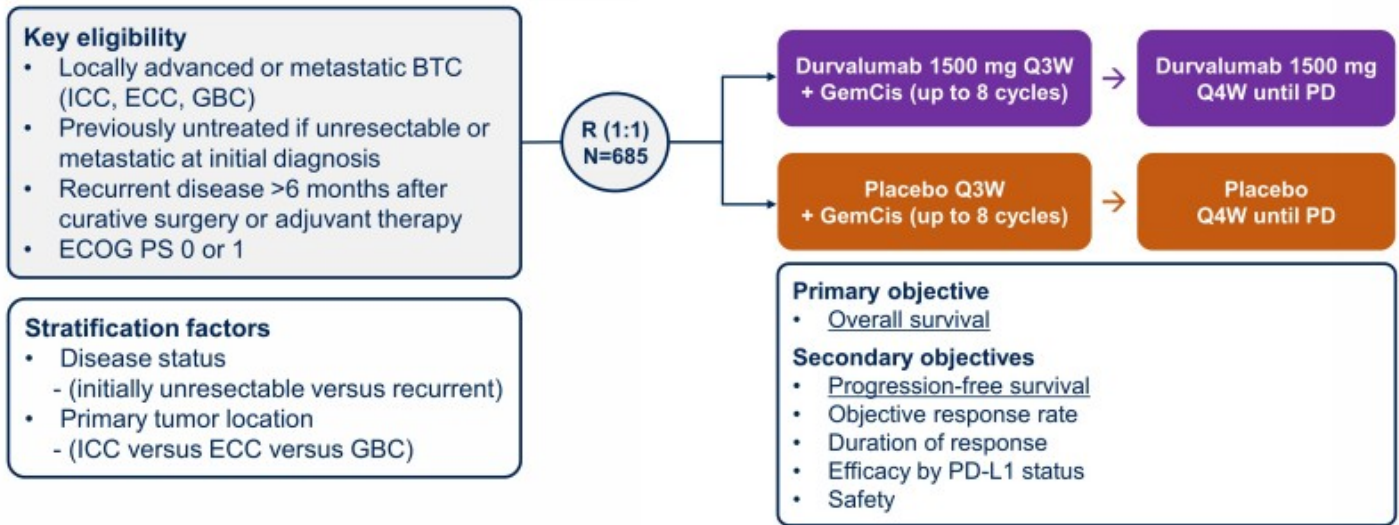 Key eligibility
• Locally advanced or metastatic BTC
(ICC, ECC, GBC)
• Previously untreated if unresectable or
metastatic at initial diagnosis
• Recurrent disease >6 months after
curative surgery or adjuvant therapy
• ECOG PS 0 or 1
Stratification factors
• Disease status
- (initially unresectable versus recurrent)
• Primary tumor location
- (ICC versus ECC versus GBC)
R (1:1)
N=685
Durvalumab 1500 mg Q3W
+ GemCis (up to 8 cycles)
→
Durvalumab 1500 mg
Q4W until PD
Placebo Q3W
+ GemCis (up to 8 cycles)
→
Placebo
Q4W until PD
Primary objective
• Overall survival
Secondary objectives
• Progression-free survival
• Objective response rate
• Duration of response
• Efficacy by PD-L1 status
• Safety